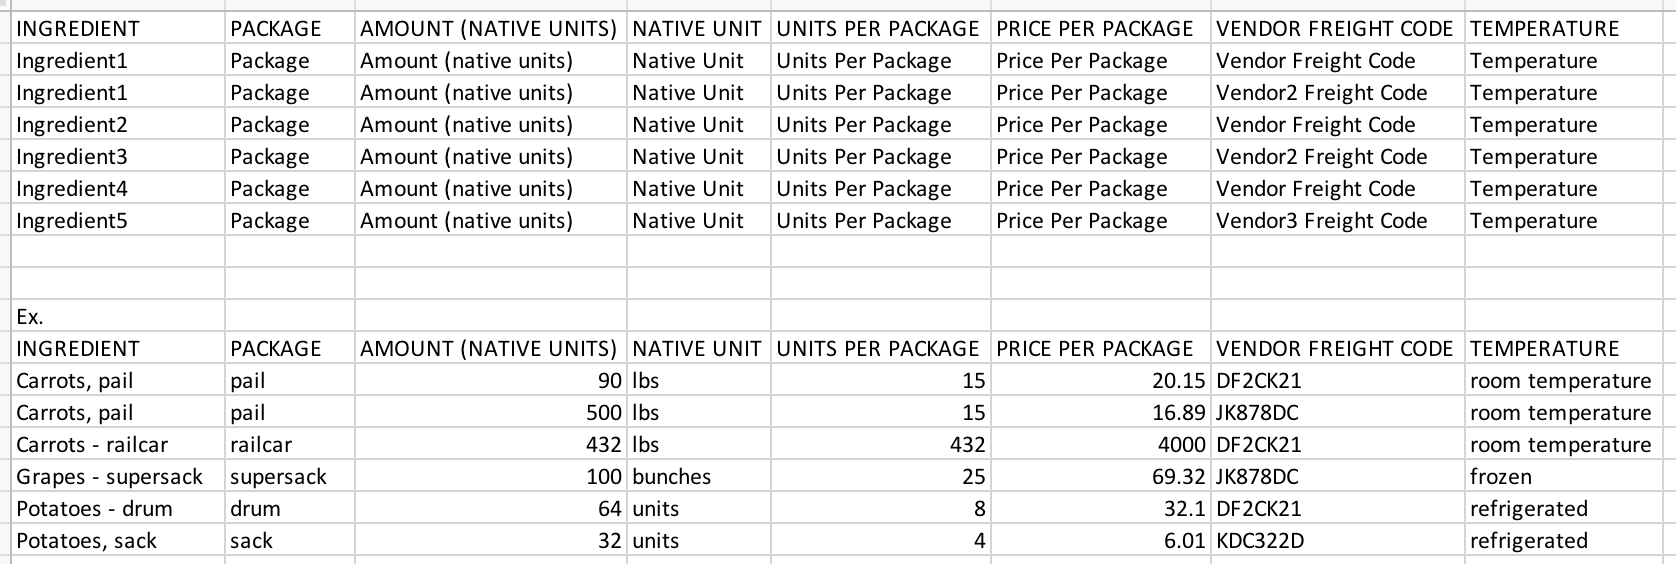 INGREDIENT PACKAGE AMOUNT (NATIVE UNITS) NATIVE UNIT UNITS PER PACKAGE PRICE PER PACKAGE VENDOR FREIGHT CODE TEMPERATURE
Ingredient1 Package Amount (native units) Native Unit Units Per Package Price Per Package Vendor Freight Code Temperature
Ingredient1 Package Amount (native units) Native Unit Units Per Package Price Per Package Vendor2 Freight Code Temperature
Ingredient2 Package Amount (native units) Native Unit Units Per Package Price Per Package Vendor Freight Code Temperature
Ingredient3 Package Amount (native units) Native Unit Units Per Package Price Per Package Vendor2 Freight Code Temperature
Ingredient4 Package Amount (native units) Native Unit Units Per Package Price Per Package Vendor Freight Code Temperature
Ingredient5 Package Amount (native units) Native Unit Units Per Package Price Per Package Vendor3 Freight Code Temperature
Ex.
INGREDIENT PACKAGE AMOUNT (NATIVE UNITS) NATIVE UNIT UNITS PER PACKAGE PRICE PER PACKAGE VENDOR FREIGHT CODE TEMPERATURE
Carrots, pail pail 90 lbs 15 20.15 DF2CK21 room temperature
Carrots, pail pail 500 lbs 15 16.89 JK878DC room temperature
Carrots - railcar railcar 432 lbs 432 4000 DF2CK21 room temperature
Grapes - supersack supersack 100 bunches 25 69.32 JK878DC frozen
Potatoes - drum drum 64 units 8 32.1 DF2CK21 refrigerated
Potatoes, sack sack 32 units 4 6.01 KDC322D refrigerated